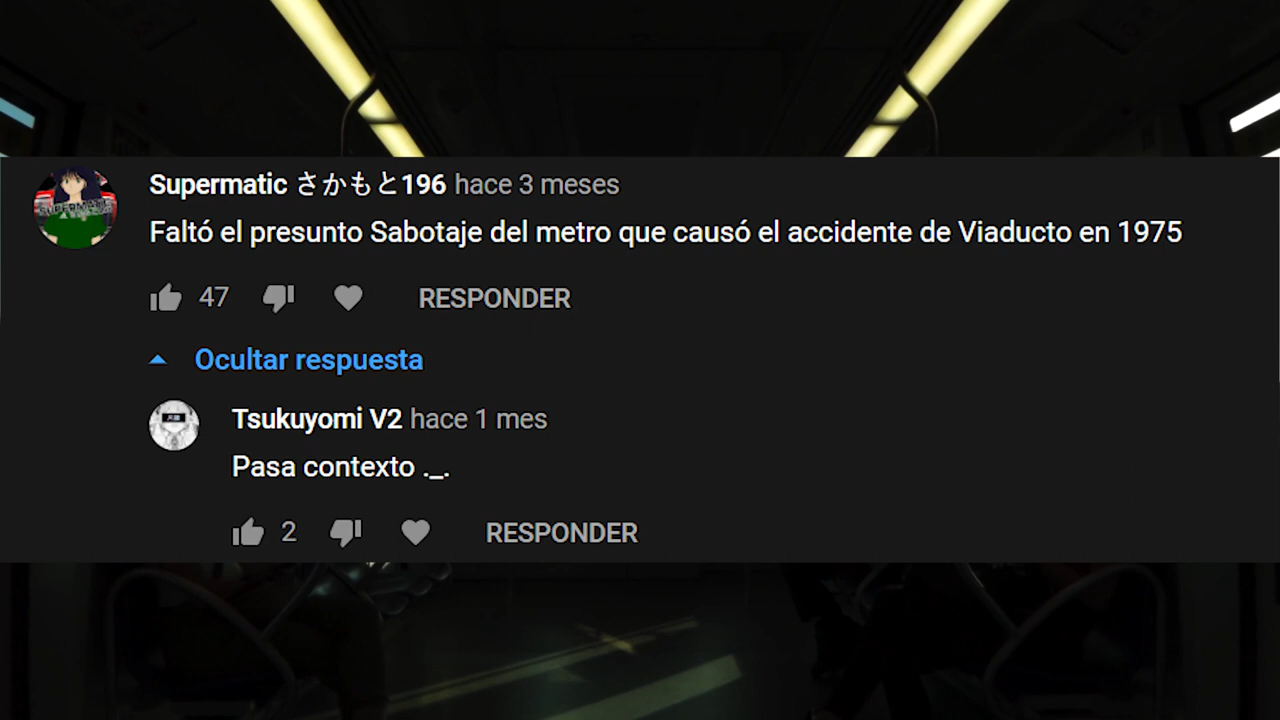 Supermatic さかもと196 hace 3 meses
Faltó el presunto Sabotaje del metro que causó el accidente de Viaducto en 1975
47 RESPONDER
Ocultar respuesta
Tsukuyomi V2 hace 1 mes
Pasa contexto ._.
2 RESPONDER